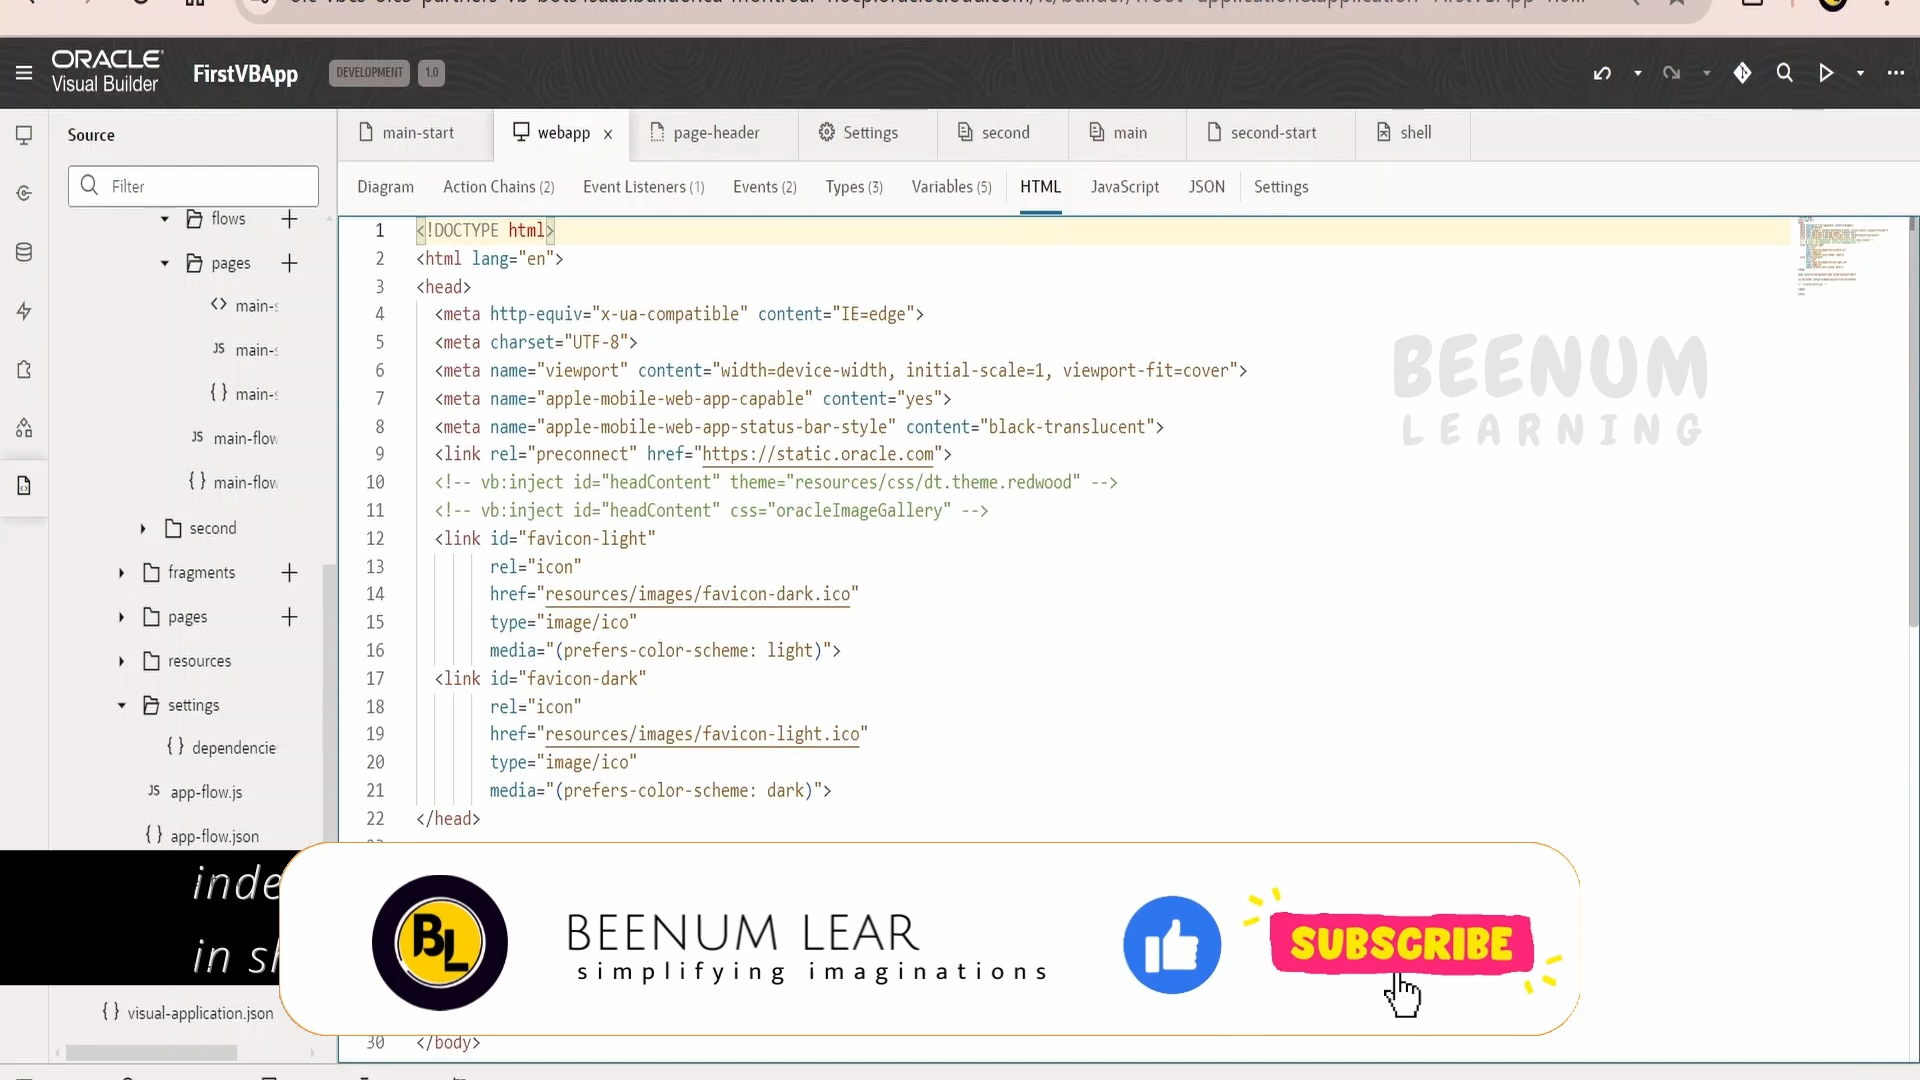 ORACLE
Visual Builder
FirstVBApp
DEVELOPMENT
1.0
Source
Filter
flows
pages
main-s
JS main-s
{ } main-s
JS main-flow
{ } main-flow
second
fragments
pages
resources
settings
{ } dependencie
JS app-flow.js
{ } app-flow.json
{ } visual-application.json
main-start
webapp x
page-header
Settings
second
main
second-start
shell
Diagram
Action Chains (2)
Event Listeners (1)
Events (2)
Types (3)
Variables (5)
HTML
JavaScript
JSON
Settings
1 <!DOCTYPE html>
2 <html lang="en">
3 <head>
4 <meta http-equiv="x-ua-compatible" content="IE=edge">
5 <meta charset="UTF-8">
6 <meta name="viewport" content="width=device-width, initial-scale=1, viewport-fit=cover">
7 <meta name="apple-mobile-web-app-capable" content="yes">
8 <meta name="apple-mobile-web-app-status-bar-style" content="black-translucent">
9 <link rel="preconnect" href="https://static.oracle.com">
10 <!-- vb:inject id="headContent" theme="resources/css/dt.theme.redwood" -->
11 <!-- vb:inject id="headContent" css="oracleImageGallery" -->
12 <link id="favicon-light"
13 rel="icon"
14 href="resources/images/favicon-dark.ico"
15 type="image/ico"
16 media="(prefers-color-scheme: light)">
17 <link id="favicon-dark"
18 rel="icon"
19 href="resources/images/favicon-light.ico"
20 type="image/ico"
21 media="(prefers-color-scheme: dark)">
22 </head>
30 </body>
BEENUM
LEARNING
inde
in sh
BL
BEENUM LEAR
simplifying imaginations
SUBSCRIBE